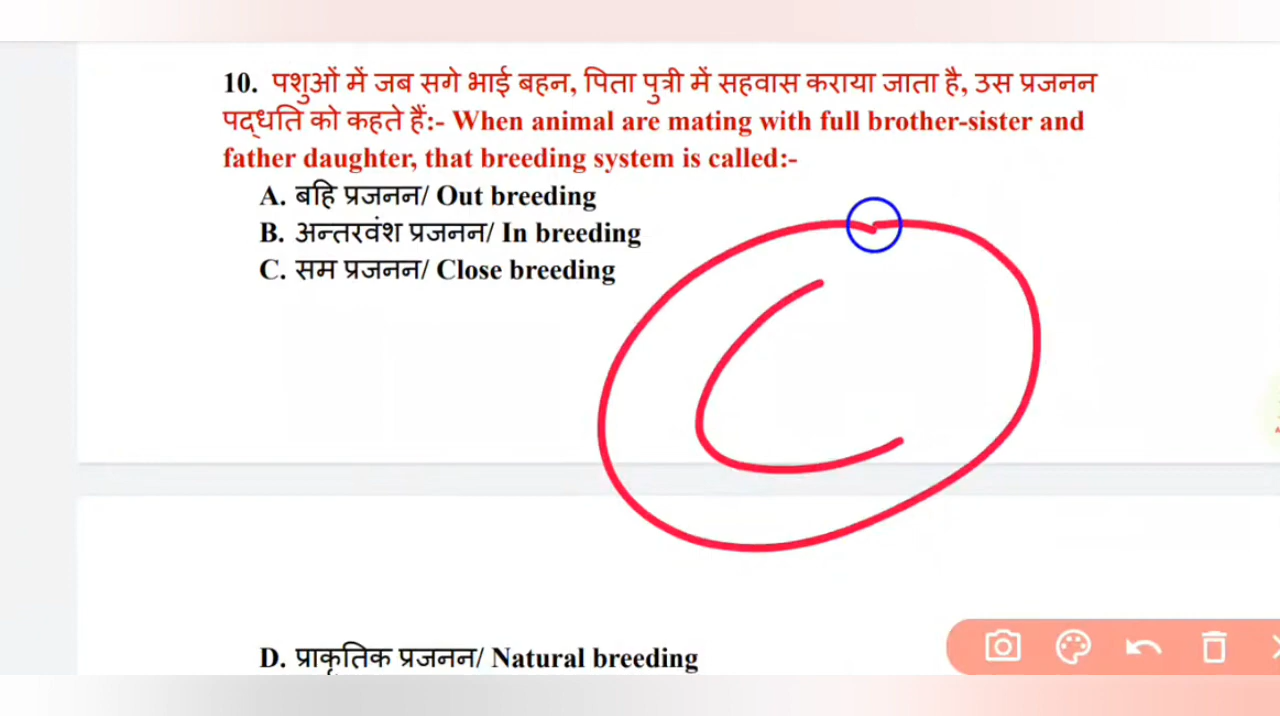 10. पशुओं में जब सगे भाई बहन, पिता पुत्री में सहवास कराया जाता है, उस प्रजनन
पद्धति को कहते हैं:- When animal are mating with full brother-sister and
father daughter, that breeding system is called:-
A. बहि प्रजनन/ Out breeding
B. अन्तरवंश प्रजनन/ In breeding
C. सम प्रजनन/ Close breeding
C
D. प्राकृतिक प्रजनन/ Natural breeding